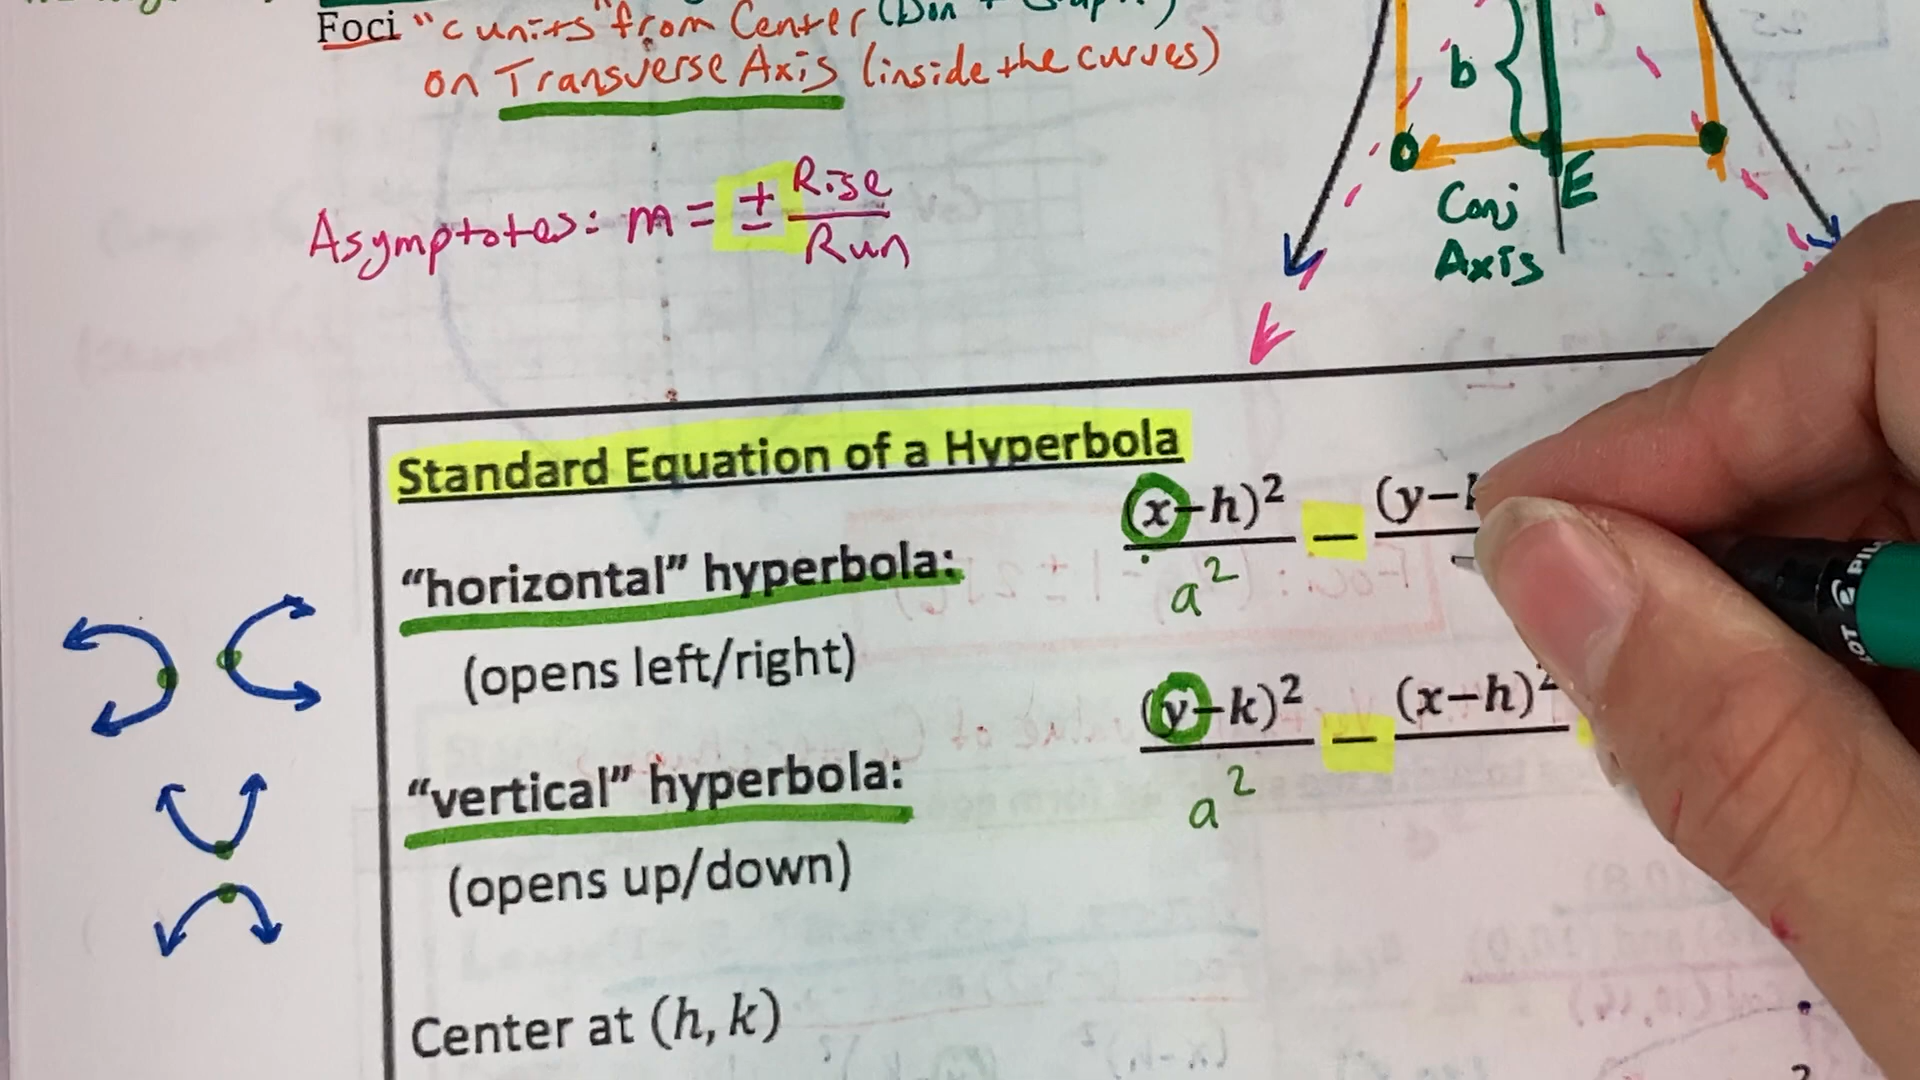 Foci "c units" from Center
on Transverse Axis (inside the curves)
b
E
Conj
Axis
Asymptotes: m = ± Rise/Run
Standard Equation of a Hyperbola
"horizontal" hyperbola: (x-h)²/a² − (y−
(opens left/right)
"vertical" hyperbola: (y-k)²/a² − (x−h)²
(opens up/down)
Center at (h, k)